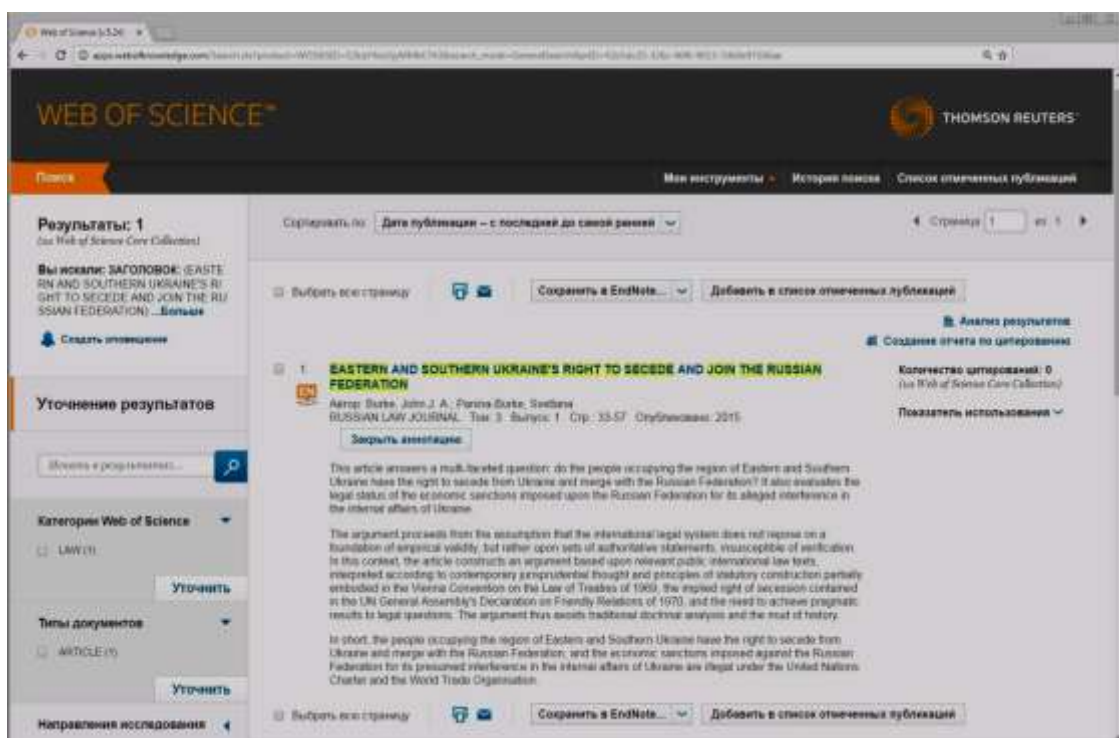 Web of Science [v.5.24]
WEB OF SCIENCE™
THOMSON REUTERS
Поиск
Мои инструменты
История поиска
Список отмеченных публикаций
Результаты: 1
(из Web of Science Core Collection)
Вы искали: ЗАГОЛОВОК: (EASTE
RN AND SOUTHERN UKRAINE'S RI
GHT TO SECEDE AND JOIN THE RU
SSIAN FEDERATION) ...Больше
Создать оповещение
Сортировать по: Дата публикации – с последней до самой ранней
Страница 1 из 1
Выбрать всю страницу
Сохранить в EndNote...
Добавить в список отмеченных публикаций
Анализ результатов
Создание отчета по цитированию
Уточнение результатов
Искать в результатах...
Категории Web of Science
LAW (1)
Уточнить
Типы документов
ARTICLE (1)
Уточнить
Направления исследования
1.
EASTERN AND SOUTHERN UKRAINE'S RIGHT TO SECEDE AND JOIN THE RUSSIAN
FEDERATION
Автор: Burke, John J. A.; Panina-Burke, Svetlana
RUSSIAN LAW JOURNAL Том: 3 Выпуск: 1 Стр.: 33-57 Опубликовано: 2015
Закрыть аннотацию
Количество цитирований: 0
(из Web of Science Core Collection)
Показатель использования
This article answers a multi-faceted question: do the people occupying the region of Eastern and Southern
Ukraine have the right to secede from Ukraine and merge with the Russian Federation? It also evaluates the
legal status of the economic sanctions imposed upon the Russian Federation for its alleged interference in
the internal affairs of Ukraine.
The argument proceeds from the assumption that the international legal system does not repose on a
foundation of empirical validity, but rather upon sets of authoritative statements, insusceptible of verification.
In this context, the article constructs an argument based upon relevant public international law texts,
interpreted according to contemporary jurisprudential thought and principles of statutory construction partially
embodied in the Vienna Convention on the Law of Treaties of 1969, the implied right of secession contained
in the UN General Assembly's Declaration on Friendly Relations of 1970, and the need to achieve pragmatic
results to legal questions. The argument thus avoids traditional doctrinal analysis and the mud of history.
In short, the people occupying the region of Eastern and Southern Ukraine have the right to secede from
Ukraine and merge with the Russian Federation; and the economic sanctions imposed against the Russian
Federation for its presumed interference in the internal affairs of Ukraine are illegal under the United Nations
Charter and the World Trade Organisation.
Выбрать всю страницу
Сохранить в EndNote...
Добавить в список отмеченных публикаций